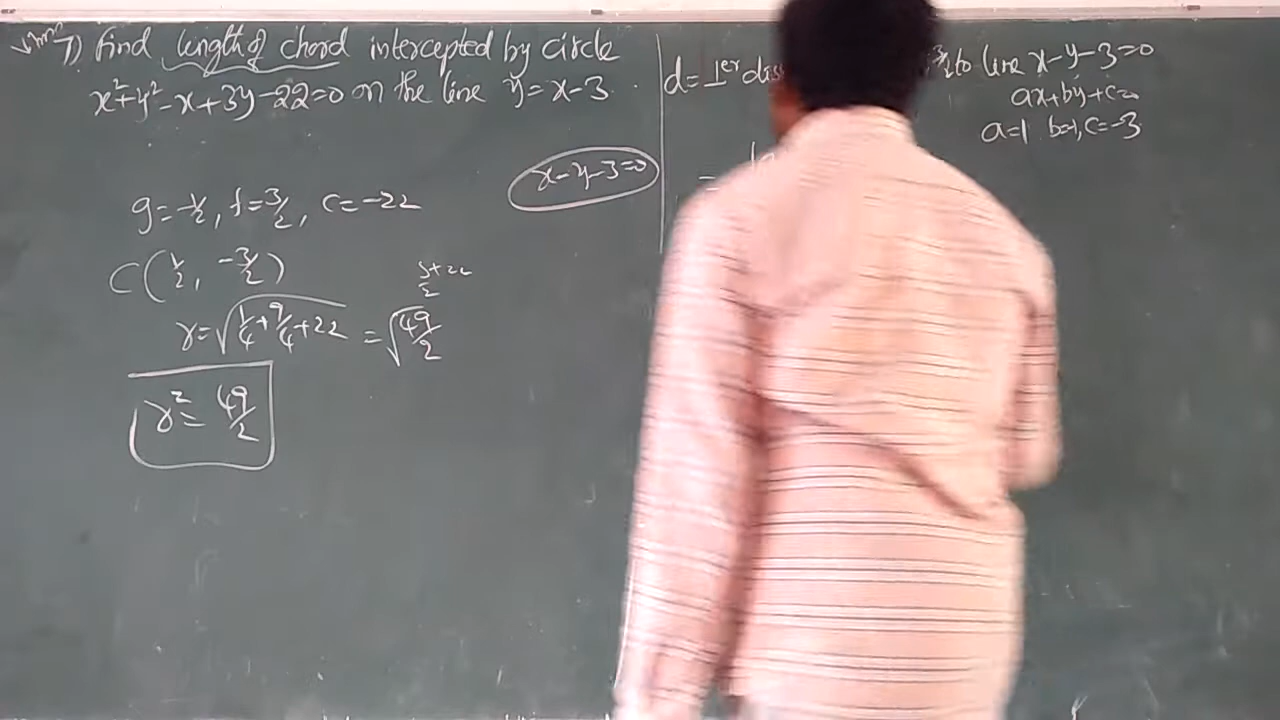 7) Find length of chord intercepted by circle
x²+y²-x+3y-22=0 on the line y=x-3.
x-y-3=0
g=-1/2, f=3/2, c=-22
C(1/2, -3/2)
5+22
2
r=√1/4+9/4+22 = √49/2
r²=49/2
d=⊥er dis to line x-y-3=0
ax+by+c=0
a=1 b=-1, c=-3